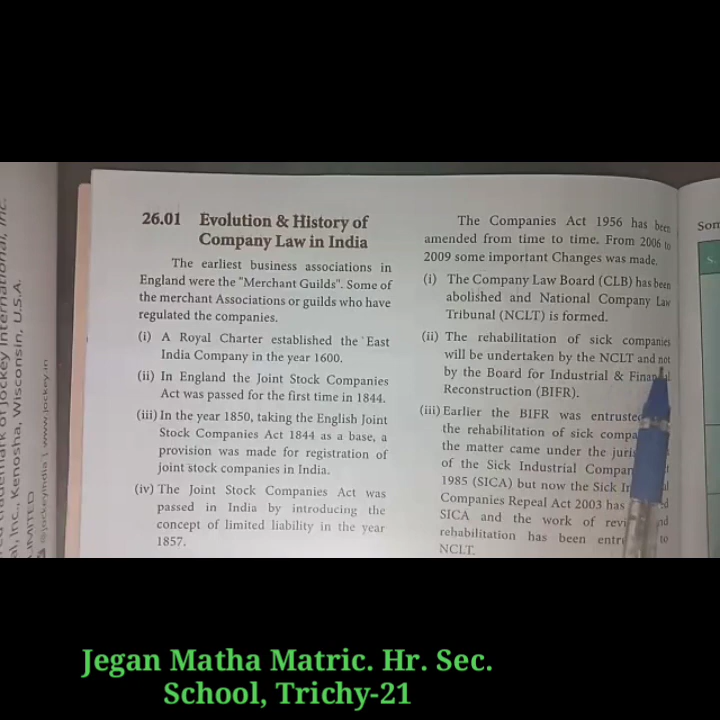 26.01 Evolution & History of
Company Law in India
The earliest business associations in
England were the "Merchant Guilds". Some of
the merchant Associations or guilds who have
regulated the companies.
(i) A Royal Charter established the East
India Company in the year 1600.
(ii) In England the Joint Stock Companies
Act was passed for the first time in 1844.
(iii) In the year 1850, taking the English Joint
Stock Companies Act 1844 as a base, a
provision was made for registration of
joint stock companies in India.
(iv) The Joint Stock Companies Act was
passed in India by introducing the
concept of limited liability in the year
1857.
The Companies Act 1956 has been
amended from time to time. From 2006 to
2009 some important Changes was made.
(i) The Company Law Board (CLB) has been
abolished and National Company Law
Tribunal (NCLT) is formed.
(ii) The rehabilitation of sick companies
will be undertaken by the NCLT and not
by the Board for Industrial &
Reconstruction (BIFR).
(iii) Earlier the BIFR was
the rehabilitation of sick
the matter came under the
of the Sick Industrial
1985 (SICA) but now the Sick
Companies Repeal Act 2003 has
SICA and the work of
rehabilitation has been to
NCLT.
al, Inc., Kenosha, Wisconsin, U.S.A.
LIMITED
@jockeyindia | www.jockey.in
Jegan Matha Matric. Hr. Sec.
School, Trichy-21